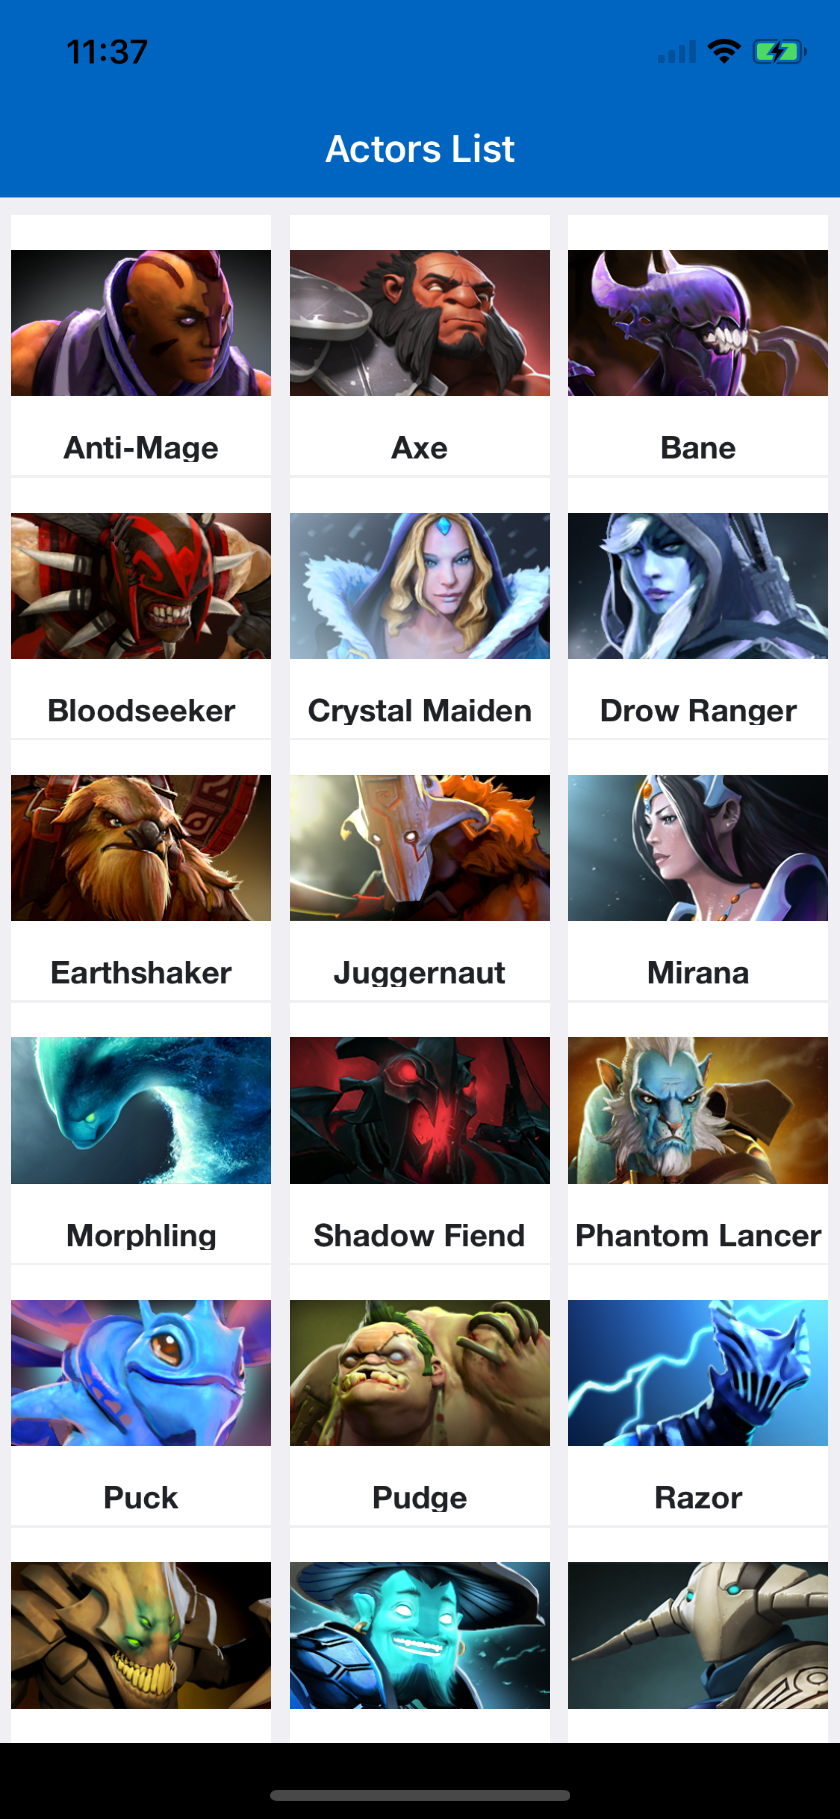 11:37
Actors List
Anti-Mage
Axe
Bane
Bloodseeker
Crystal Maiden
Drow Ranger
Earthshaker
Juggernaut
Mirana
Morphling
Shadow Fiend
Phantom Lancer
Puck
Pudge
Razor